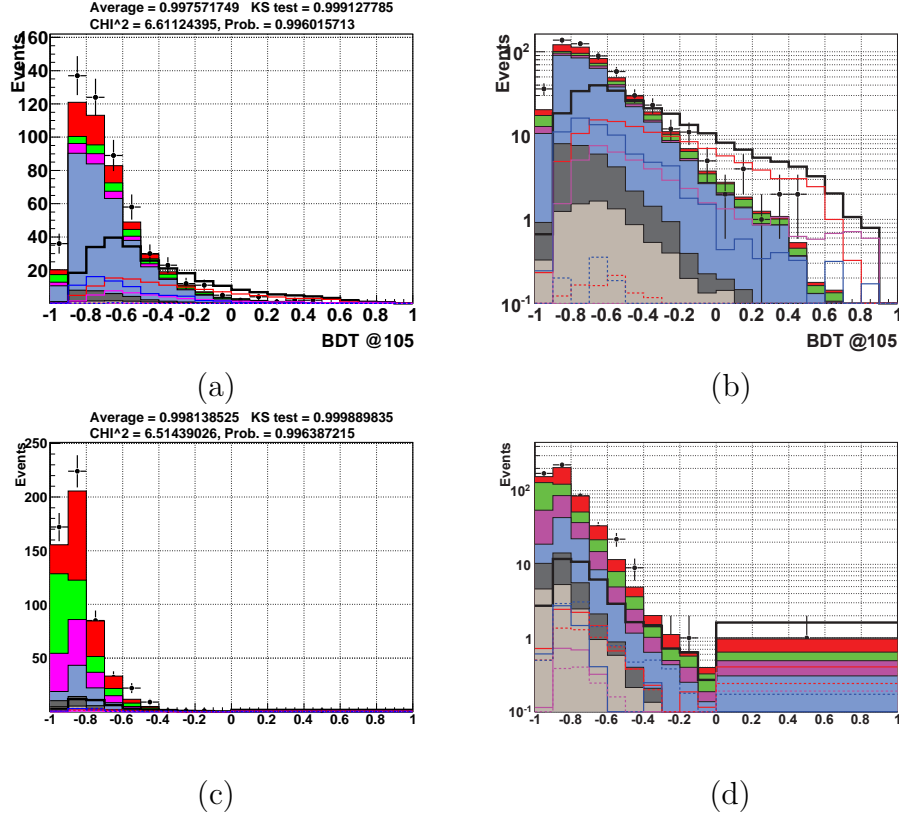 Average = 0.997571749 KS test = 0.999127785
CHI^2 = 6.61124395, Prob. = 0.996015713
Events
160
140
120
100
80
60
40
20
-1 -0.8 -0.6 -0.4 -0.2 0 0.2 0.4 0.6 0.8 1
BDT @105
(a)
Events
10^2
10
1
10^-1
-1 -0.8 -0.6 -0.4 -0.2 0 0.2 0.4 0.6 0.8 1
BDT @105
(b)
Average = 0.998138525 KS test = 0.999889835
CHI^2 = 6.51439026, Prob. = 0.996387215
Events
250
200
150
100
50
-1 -0.8 -0.6 -0.4 -0.2 0 0.2 0.4 0.6 0.8 1
(c)
Events
10^2
10
1
10^-1
-1 -0.8 -0.6 -0.4 -0.2 0 0.2 0.4 0.6 0.8 1
(d)